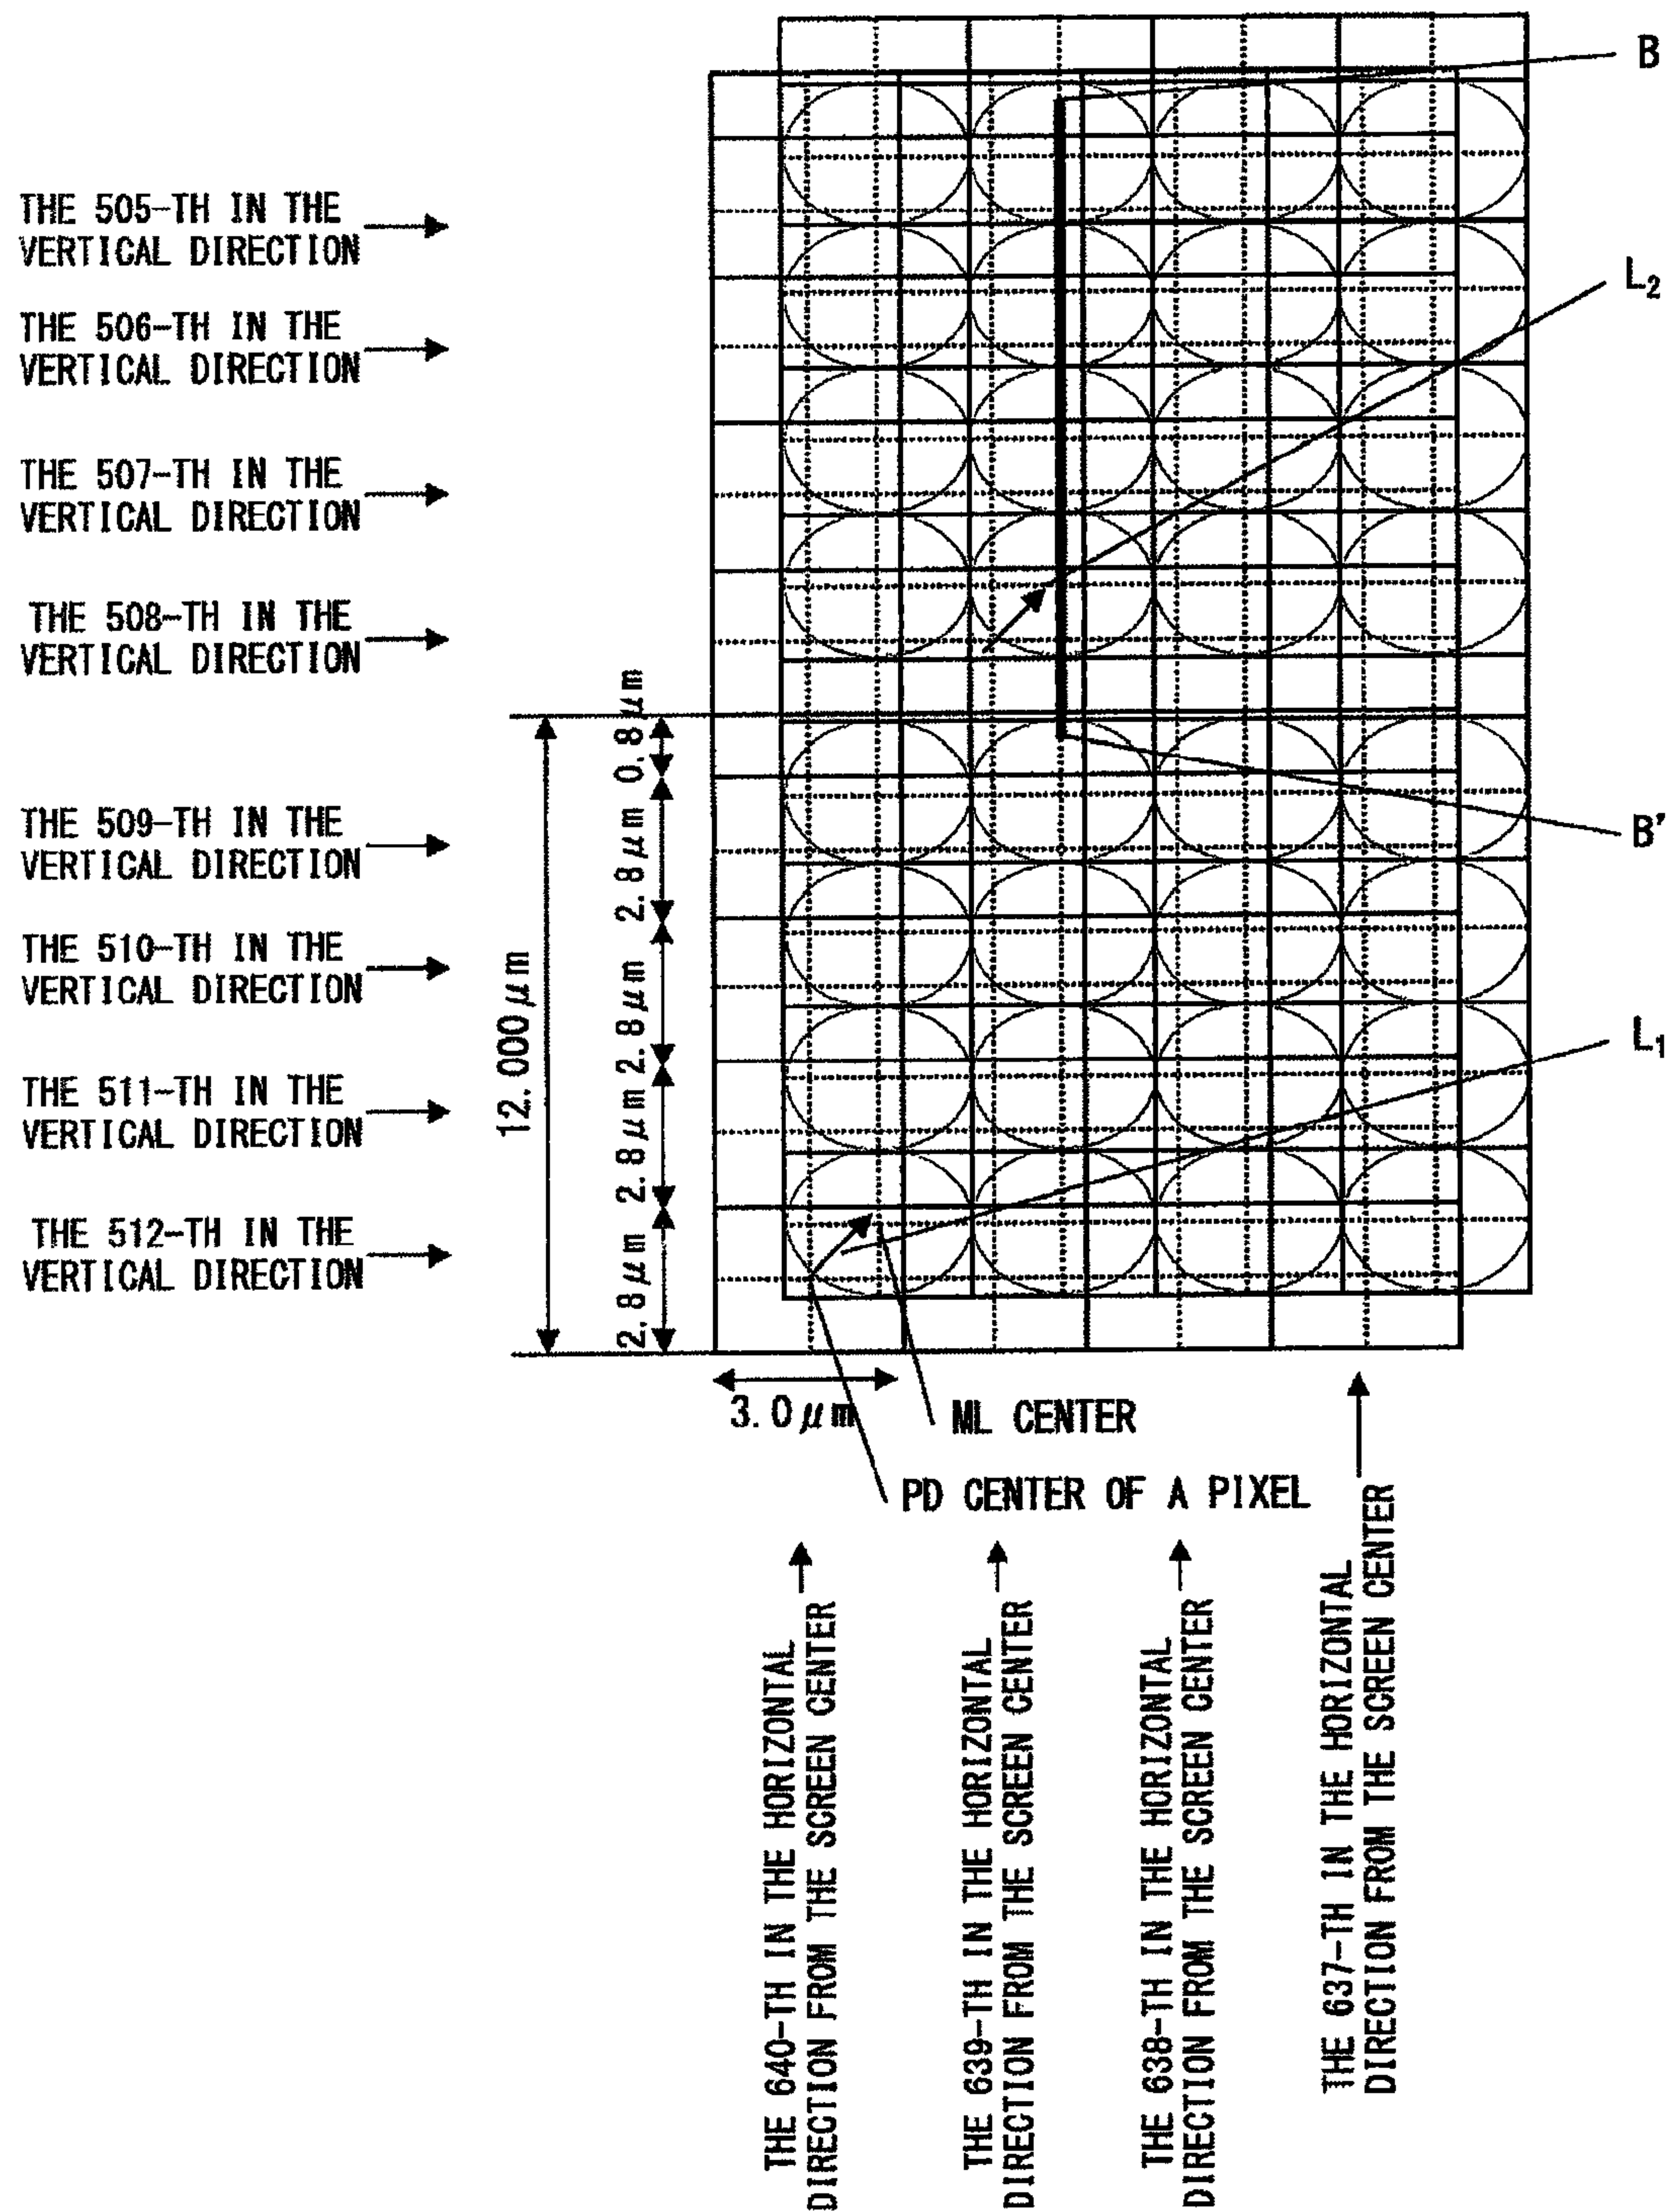 B
THE 505-TH IN THE
VERTICAL DIRECTION
L₂
THE 506-TH IN THE
VERTICAL DIRECTION
THE 507-TH IN THE
VERTICAL DIRECTION
THE 508-TH IN THE
VERTICAL DIRECTION
0.8μm
B'
THE 509-TH IN THE
VERTICAL DIRECTION
2.8μm
THE 510-TH IN THE
VERTICAL DIRECTION
12.000μm
2.8μm
L₁
THE 511-TH IN THE
VERTICAL DIRECTION
2.8μm
THE 512-TH IN THE
VERTICAL DIRECTION
2.8μm
3.0μm
ML CENTER
PD CENTER OF A PIXEL
THE 640-TH IN THE HORIZONTAL
DIRECTION FROM THE SCREEN CENTER
THE 639-TH IN THE HORIZONTAL
DIRECTION FROM THE SCREEN CENTER
THE 638-TH IN THE HORIZONTAL
DIRECTION FROM THE SCREEN CENTER
THE 637-TH IN THE HORIZONTAL
DIRECTION FROM THE SCREEN CENTER